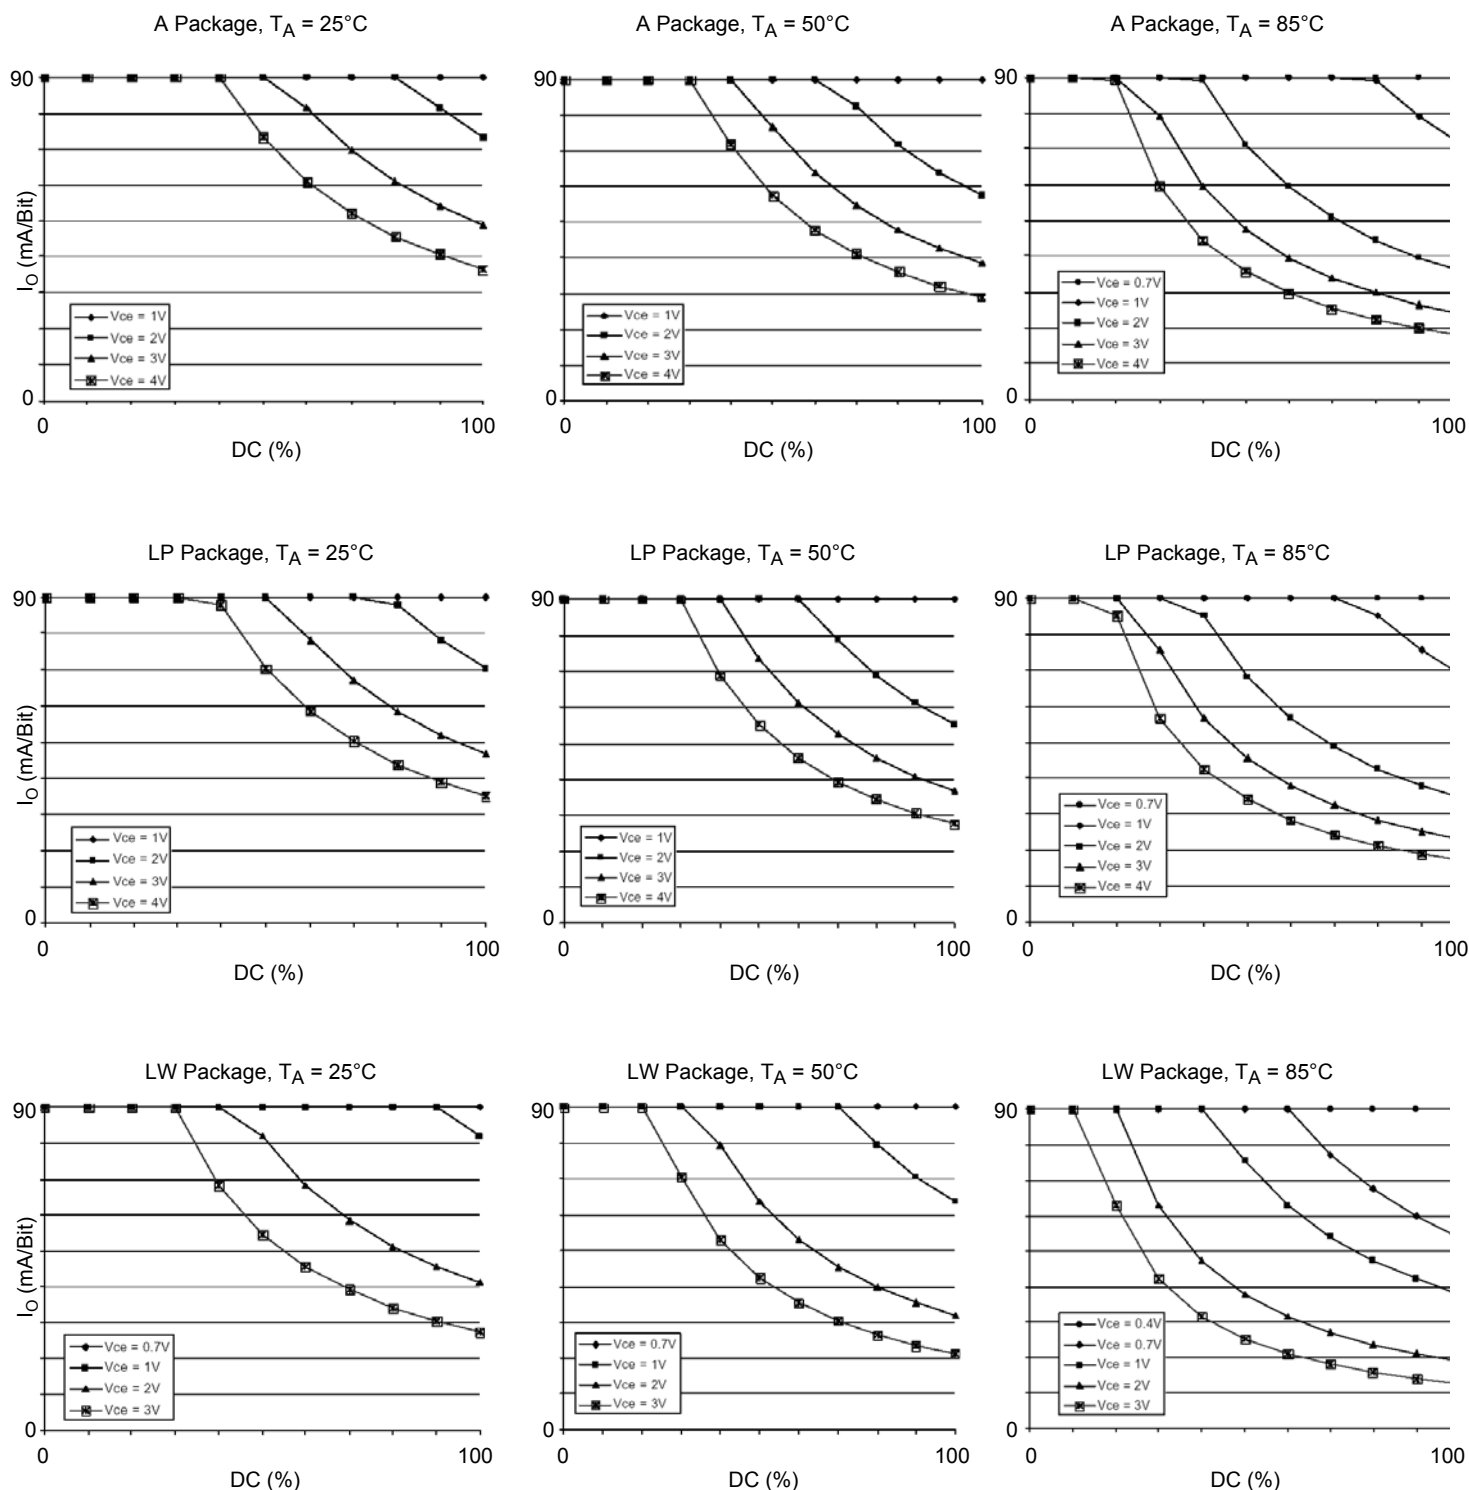 A Package, TA = 25°C
90
IO (mA/Bit)
Vce = 1V
Vce = 2V
Vce = 3V
Vce = 4V
0
0
100
DC (%)
A Package, TA = 50°C
90
Vce = 1V
Vce = 2V
Vce = 3V
Vce = 4V
0
0
100
DC (%)
A Package, TA = 85°C
90
Vce = 0.7V
Vce = 1V
Vce = 2V
Vce = 3V
Vce = 4V
0
0
100
DC (%)
LP Package, TA = 25°C
90
IO (mA/Bit)
Vce = 1V
Vce = 2V
Vce = 3V
Vce = 4V
0
0
100
DC (%)
LP Package, TA = 50°C
90
Vce = 1V
Vce = 2V
Vce = 3V
Vce = 4V
0
0
100
DC (%)
LP Package, TA = 85°C
90
Vce = 0.7V
Vce = 1V
Vce = 2V
Vce = 3V
Vce = 4V
0
0
100
DC (%)
LW Package, TA = 25°C
90
IO (mA/Bit)
Vce = 0.7V
Vce = 1V
Vce = 2V
Vce = 3V
0
0
100
DC (%)
LW Package, TA = 50°C
90
Vce = 0.7V
Vce = 1V
Vce = 2V
Vce = 3V
0
0
100
DC (%)
LW Package, TA = 85°C
90
Vce = 0.4V
Vce = 0.7V
Vce = 1V
Vce = 2V
Vce = 3V
0
0
100
DC (%)